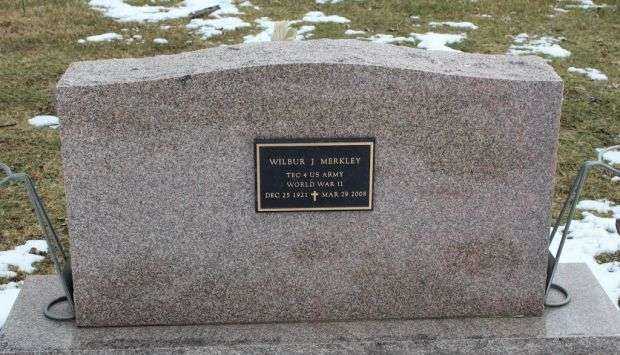 WILBUR J MERKLEY
TEC 4 US ARMY
WORLD WAR II
DEC 25 1921 ✝ MAR 29 2008